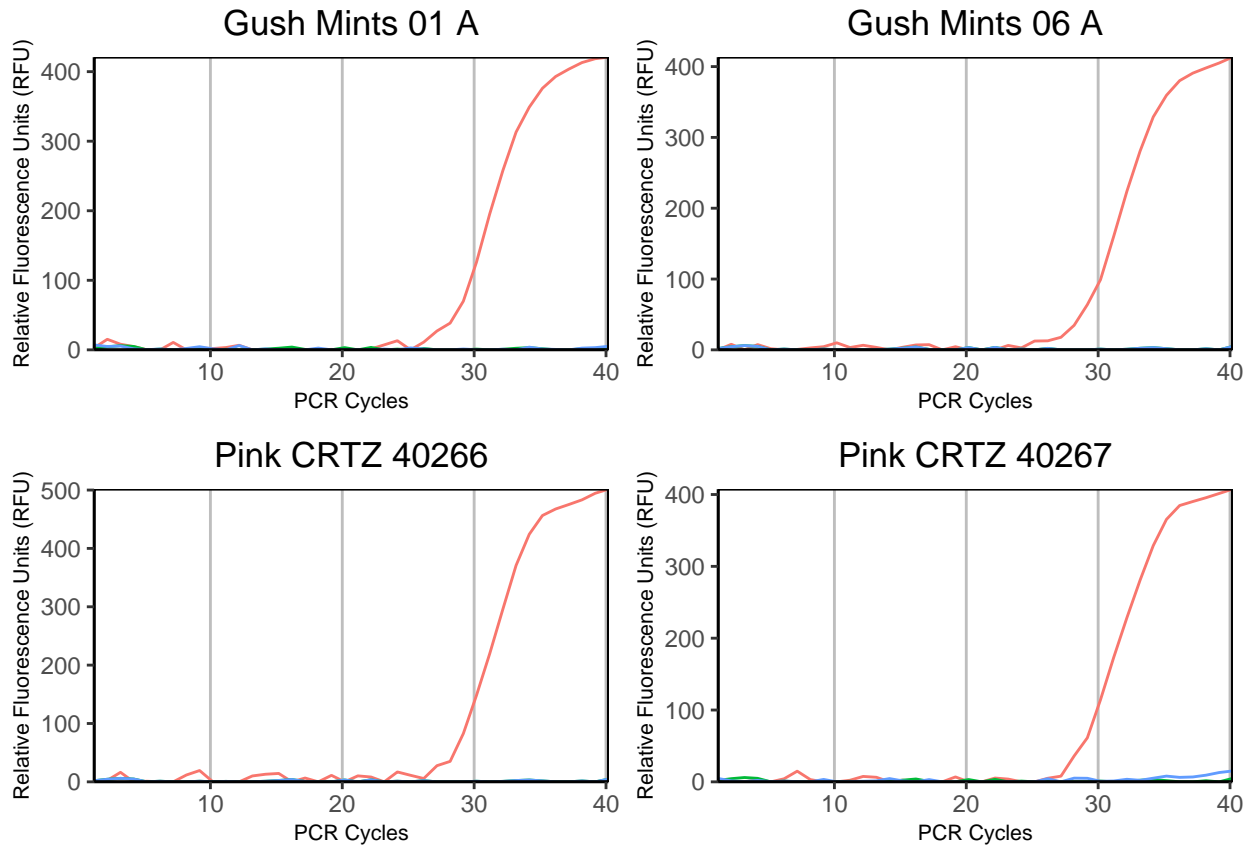 Gush Mints 01 A
Relative Fluorescence Units (RFU)
400
300
200
100
0
10 20 30 40
PCR Cycles
Gush Mints 06 A
Relative Fluorescence Units (RFU)
400
300
200
100
0
10 20 30 40
PCR Cycles
Pink CRTZ 40266
Relative Fluorescence Units (RFU)
500
400
300
200
100
0
10 20 30 40
PCR Cycles
Pink CRTZ 40267
Relative Fluorescence Units (RFU)
400
300
200
100
0
10 20 30 40
PCR Cycles